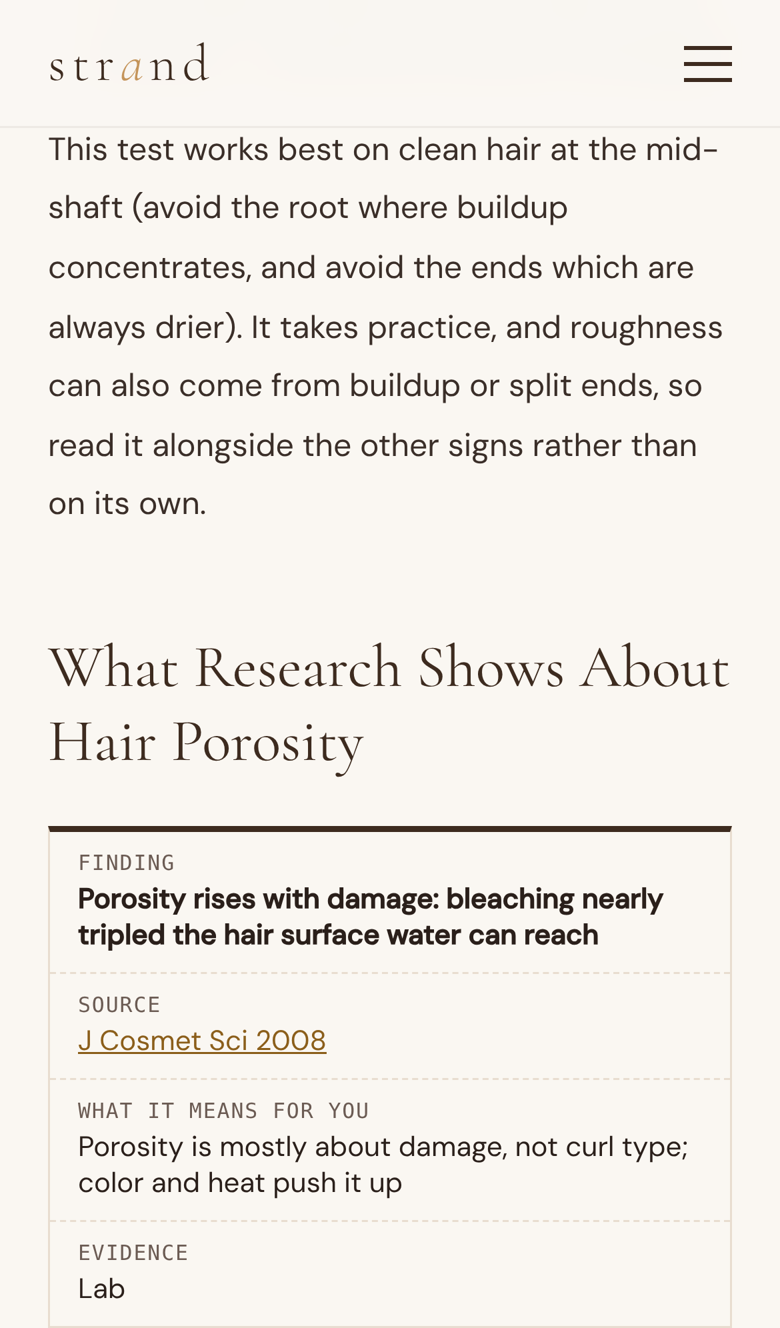 strand
This test works best on clean hair at the mid-
shaft (avoid the root where buildup
concentrates, and avoid the ends which are
always drier). It takes practice, and roughness
can also come from buildup or split ends, so
read it alongside the other signs rather than
on its own.
What Research Shows About
Hair Porosity
FINDING
Porosity rises with damage: bleaching nearly
tripled the hair surface water can reach
SOURCE
J Cosmet Sci 2008
WHAT IT MEANS FOR YOU
Porosity is mostly about damage, not curl type;
color and heat push it up
EVIDENCE
Lab